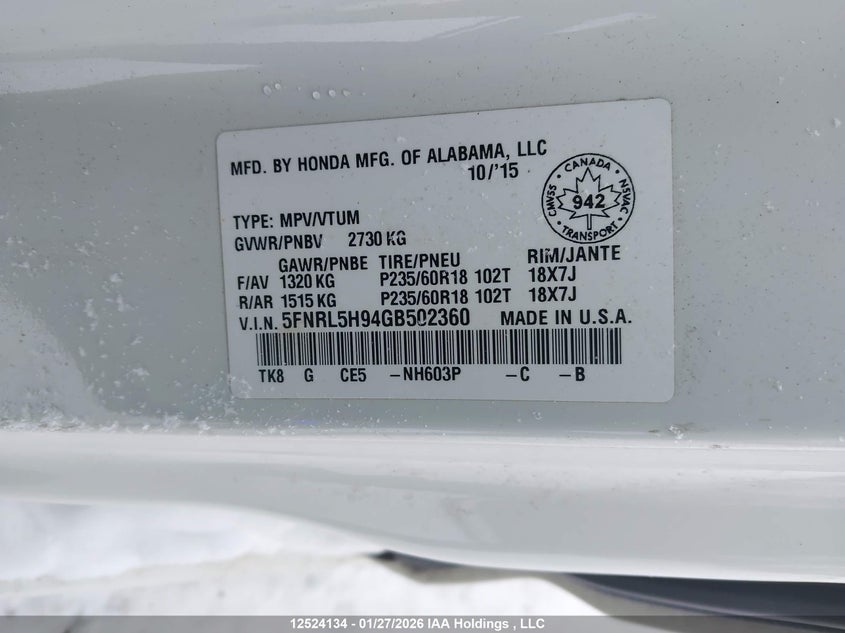 MFD. BY HONDA MFG. OF ALABAMA, LLC
10/'15
CANADA
CMVSS
942
NSVAC
TRANSPORT
TYPE: MPV/VTUM
GVWR/PNBV 2730 KG
GAWR/PNBE TIRE/PNEU RIM/JANTE
F/AV 1320 KG P235/60R18 102T 18X7J
R/AR 1515 KG P235/60R18 102T 18X7J
V.I.N. 5FNRL5H94GB502360 MADE IN U.S.A.
TK8 G CE5 -NH603P -C -B
12524134 - 01/27/2026 IAA Holdings , LLC